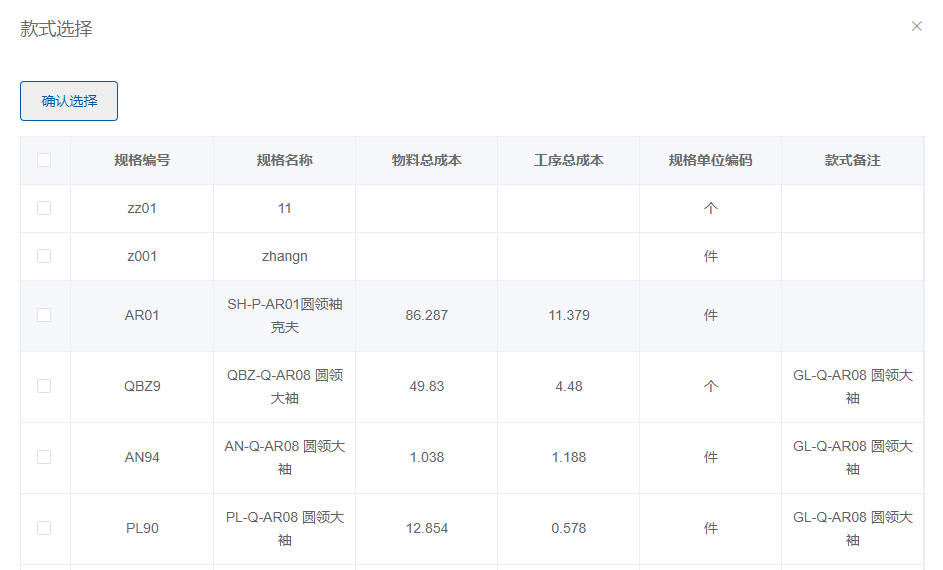 款式选择
确认选择
规格编号 规格名称 物料总成本 工序总成本 规格单位编码 款式备注
zz01 11 个
z001 zhangn 件
AR01 SH-P-AR01圆领袖克夫 86.287 11.379 件
QBZ9 QBZ-Q-AR08 圆领大袖 49.83 4.48 个 GL-Q-AR08 圆领大袖
AN94 AN-Q-AR08 圆领大袖 1.038 1.188 件 GL-Q-AR08 圆领大袖
PL90 PL-Q-AR08 圆领大袖 12.854 0.578 件 GL-Q-AR08 圆领大袖